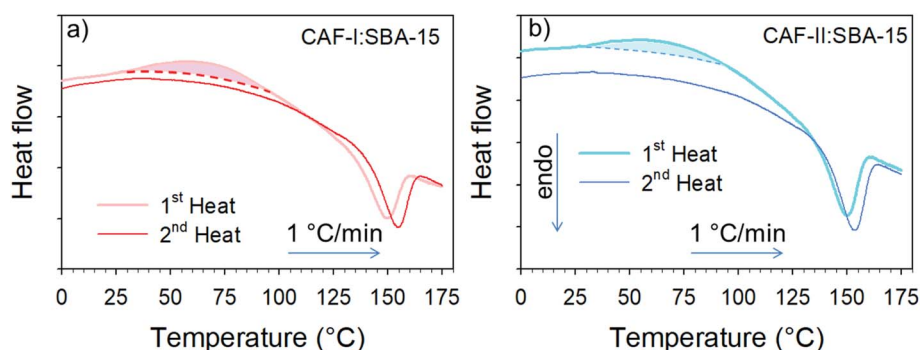 a)
CAF-I:SBA-15
Heat flow
1st Heat
2nd Heat
1 °C/min
0 25 50 75 100 125 150 175
Temperature (°C)
b)
CAF-II:SBA-15
Heat flow
endo
1st Heat
2nd Heat
1 °C/min
0 25 50 75 100 125 150 175
Temperature (°C)